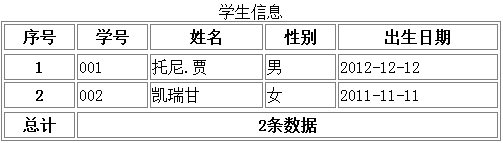 学生信息
序号 学号 姓名 性别 出生日期
1 001 托尼.贾 男 2012-12-12
2 002 凯瑞甘 女 2011-11-11
总计 2条数据